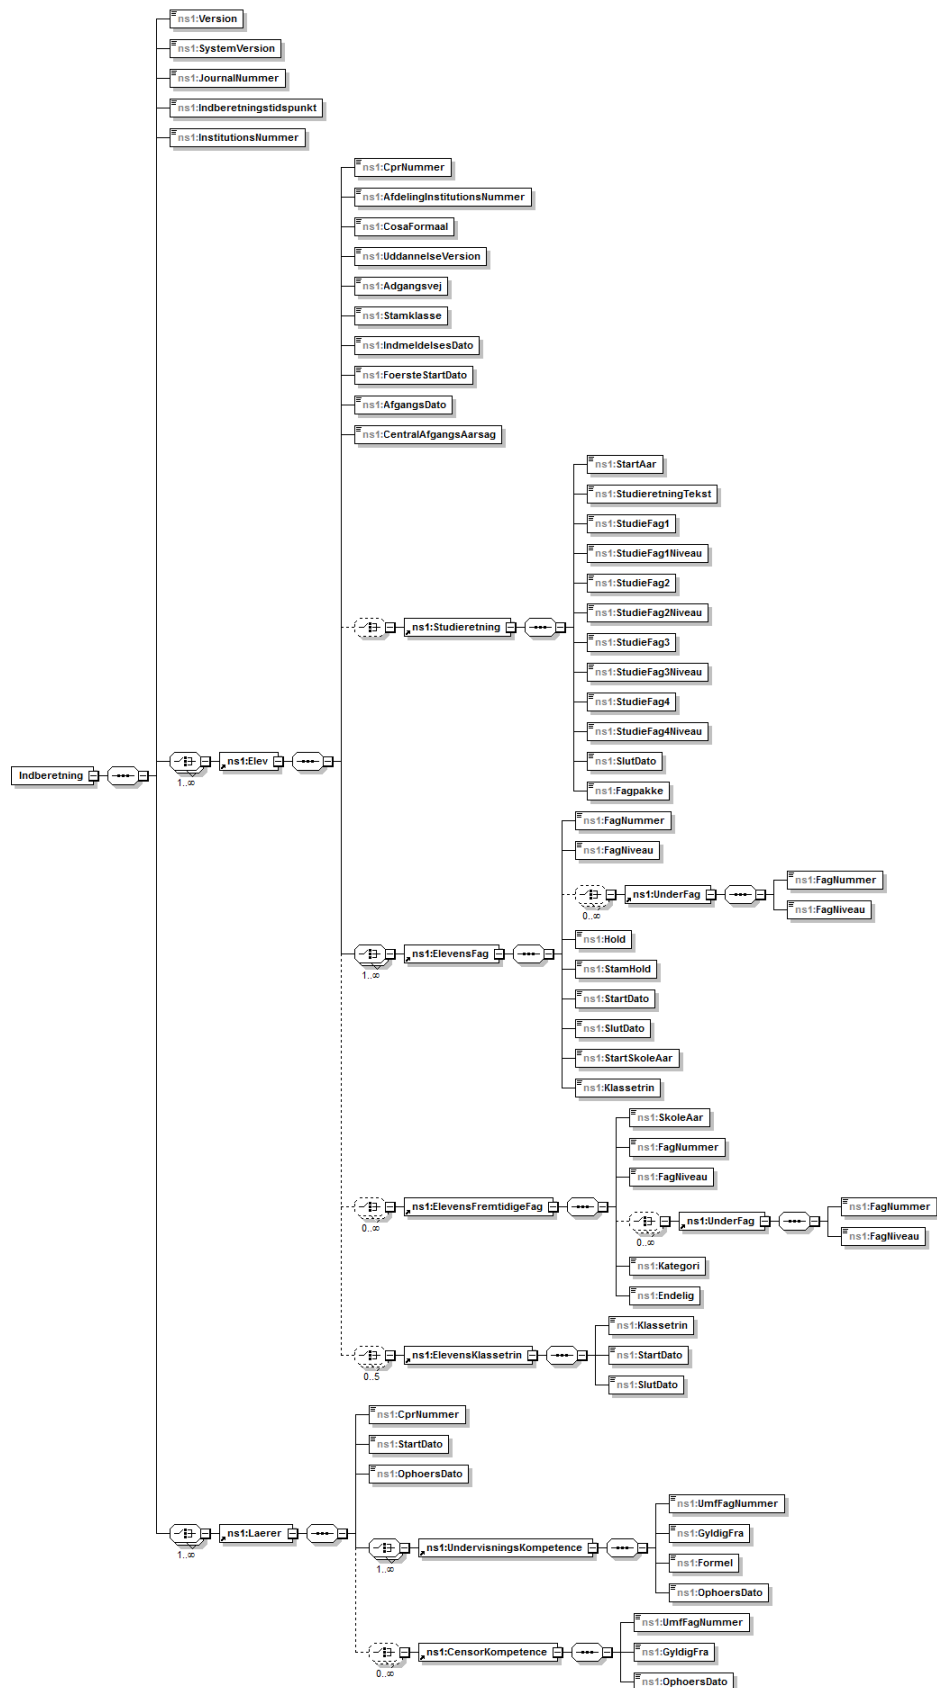 ns1:Version
ns1:SystemVersion
ns1:JournalNummer
ns1:Indberetningstidspunkt
ns1:InstitutionsNummer
ns1:CprNummer
ns1:AfdelingInstitutionsNummer
ns1:CosaFormaal
ns1:UddannelseVersion
ns1:Adgangsvej
ns1:Stamklasse
ns1:IndmeldelsesDato
ns1:FoersteStartDato
ns1:AfgangsDato
ns1:CentralAfgangsAarsag
ns1:StartAar
ns1:StudieretningTekst
ns1:StudieFag1
ns1:StudieFag1Niveau
ns1:StudieFag2
ns1:StudieFag2Niveau
ns1:Studieretning
ns1:StudieFag3
ns1:StudieFag3Niveau
ns1:StudieFag4
ns1:StudieFag4Niveau
ns1:SlutDato
ns1:Elev
1..∞
Indberetning
ns1:Fagpakke
ns1:FagNummer
ns1:FagNiveau
ns1:UnderFag
0..∞
ns1:FagNummer
ns1:FagNiveau
ns1:Hold
ns1:ElevensFag
1..∞
ns1:StamHold
ns1:StartDato
ns1:SlutDato
ns1:StartSkoleAar
ns1:Klassetrin
ns1:SkoleAar
ns1:FagNummer
ns1:FagNiveau
ns1:ElevensFremtidigeFag
0..∞
ns1:UnderFag
0..∞
ns1:FagNummer
ns1:FagNiveau
ns1:Kategori
ns1:Endelig
ns1:Klassetrin
ns1:ElevensKlassetrin
0..5
ns1:StartDato
ns1:SlutDato
ns1:CprNummer
ns1:StartDato
ns1:OphoersDato
ns1:Laerer
1..∞
ns1:UmfFagNummer
ns1:GyldigFra
ns1:UndervisningsKompetence
1..∞
ns1:Formel
ns1:OphoersDato
ns1:UmfFagNummer
ns1:CensorKompetence
0..∞
ns1:GyldigFra
ns1:OphoersDato